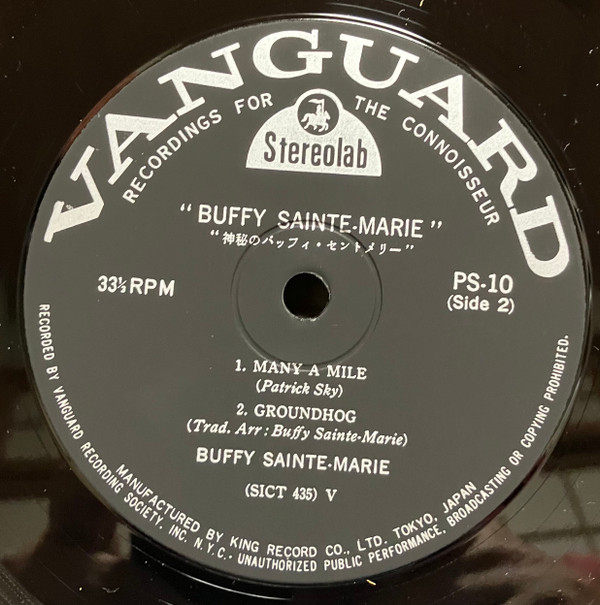 VANGUARD
RECORDINGS FOR THE CONNOISSEUR
Stereolab
"BUFFY SAINTE-MARIE"
"神秘のバッフィ・セントメリー"
33⅓ RPM
PS-10
(Side 2)
1. MANY A MILE
(Patrick Sky)
2. GROUNDHOG
(Trad. Arr : Buffy Sainte-Marie)
BUFFY SAINTE-MARIE
(SICT 435) V
MANUFACTURED BY KING RECORD CO., LTD. TOKYO, JAPAN
RECORDED BY VANGUARD RECORDING SOCIETY, INC. N.Y.C. - UNAUTHORIZED PUBLIC PERFORMANCE, BROADCASTING OR COPYING PROHIBITED.